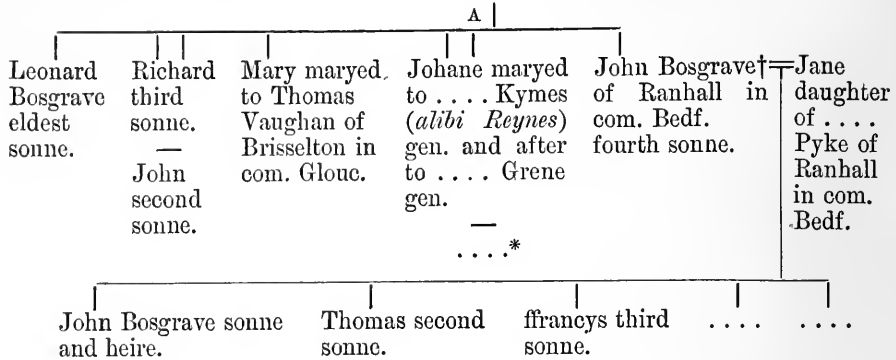 A
Leonard
Bosgrave
eldest
sonne.
Richard
third
sonne.
—
John
second
sonne.
Mary maryed
to Thomas
Vaughan of
Brisselton in
com. Glouc.
Johane maryed
to .... Kymes
(alibi Reynes)
gen. and after
to .... Grene
gen.
—
....*
John Bosgrave†
of Ranhall in
com. Bedf.
fourth sonne.
=Jane
daughter
of ....
Pyke of
Ranhall
in com.
Bedf.
John Bosgrave sonne
and heire.
Thomas second
sonne.
ffrancys third
sonne.
....
....